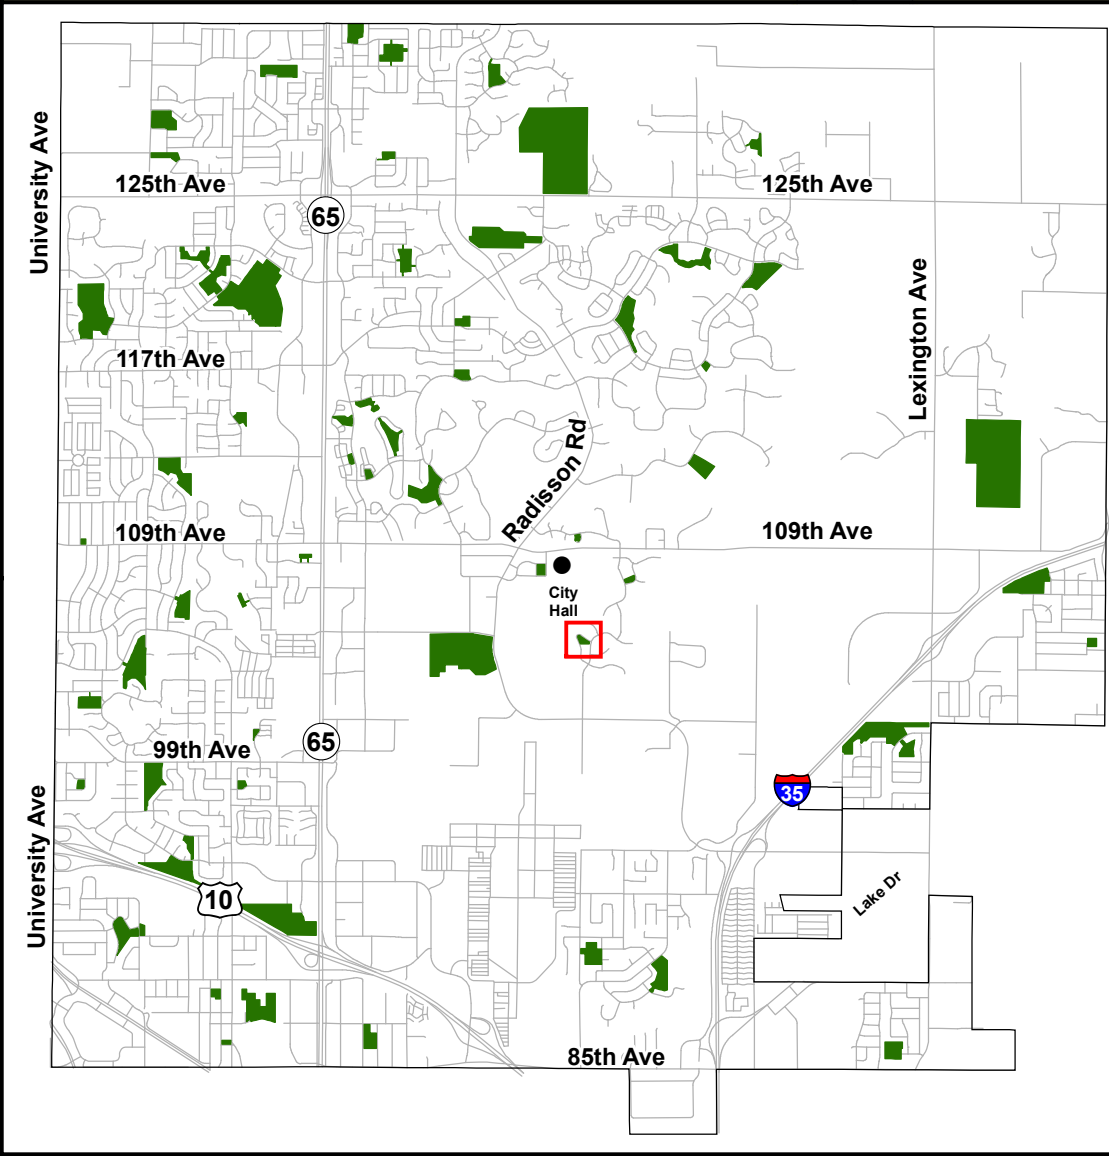 University Ave
125th Ave
125th Ave
65
Lexington Ave
117th Ave
Radisson Rd
109th Ave
109th Ave
City
Hall
99th Ave
65
35
University Ave
10
Lake Dr
85th Ave